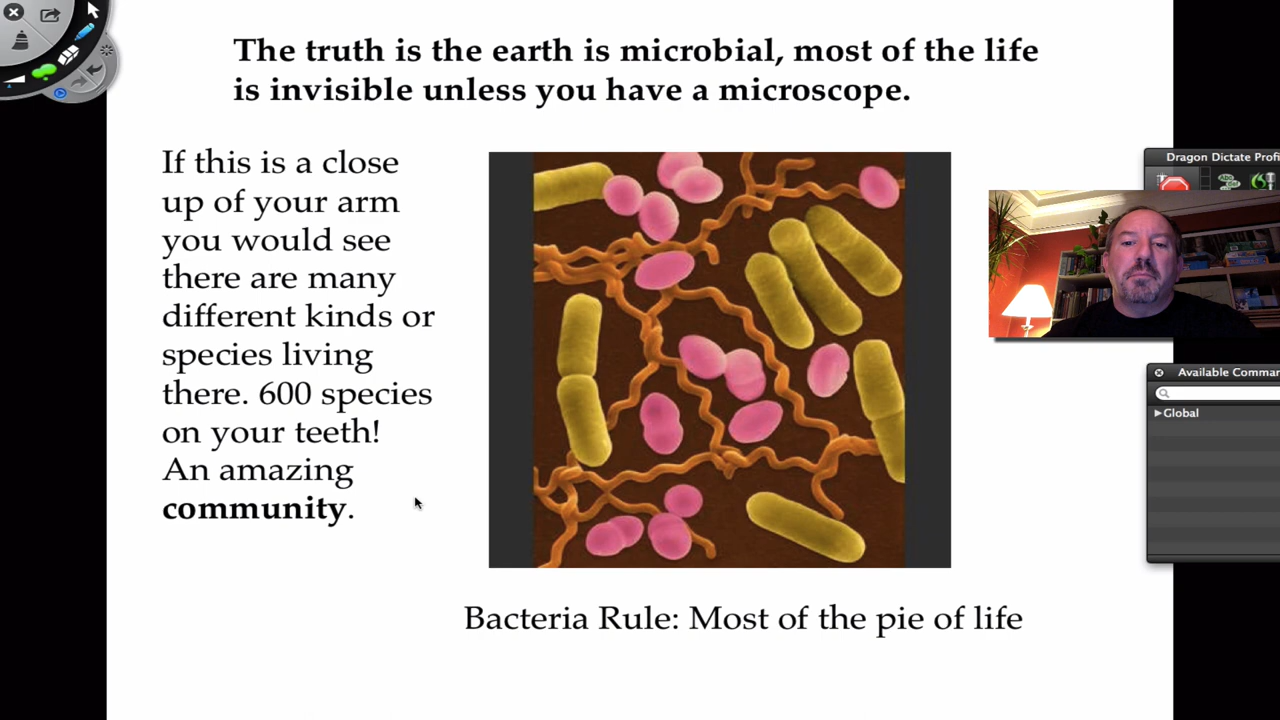 The truth is the earth is microbial, most of the life
is invisible unless you have a microscope.
If this is a close
up of your arm
you would see
there are many
different kinds or
species living
there. 600 species
on your teeth!
An amazing
community.
Bacteria Rule: Most of the pie of life
Dragon Dictate Profi
Available Comman
Global